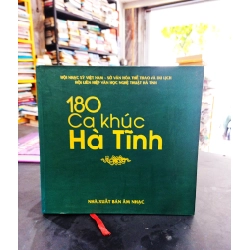 HỘI NHẠC SỸ VIỆT NAM - SỞ VĂN HÓA THỂ THAO VÀ DU LỊCH
HỘI LIÊN HIỆP VĂN HỌC NGHỆ THUẬT HÀ TĨNH
180
Ca khúc
Hà Tĩnh
NHÀ XUẤT BẢN ÂM NHẠC